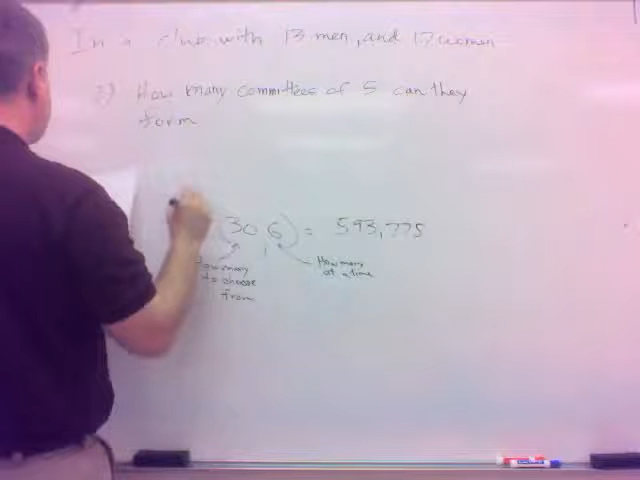 In a club with 13 men, and 17 women
How many committees of 5 can they
form
(30 6) = 593,775
How many
to choose
from
How many
at a time